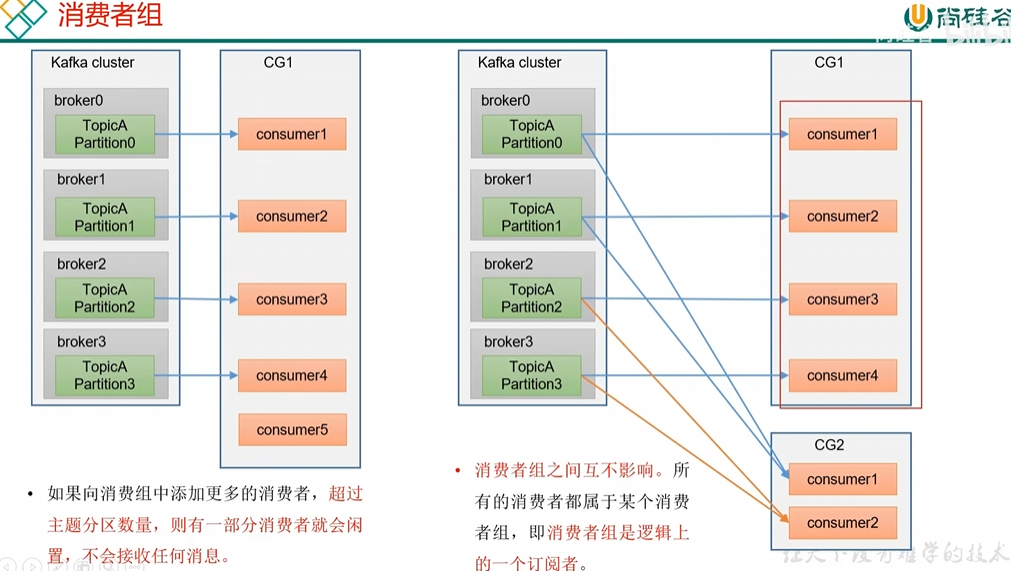 消费者组
尚硅谷
Kafka cluster
broker0
TopicA
Partition0
broker1
TopicA
Partition1
broker2
TopicA
Partition2
broker3
TopicA
Partition3
CG1
consumer1
consumer2
consumer3
consumer4
consumer5
• 如果向消费组中添加更多的消费者，超过
主题分区数量，则有一部分消费者就会闲
置，不会接收任何消息。
Kafka cluster
broker0
TopicA
Partition0
broker1
TopicA
Partition1
broker2
TopicA
Partition2
broker3
TopicA
Partition3
CG1
consumer1
consumer2
consumer3
consumer4
CG2
consumer1
consumer2
• 消费者组之间互不影响。所
有的消费者都属于某个消费
者组，即消费者组是逻辑上
的一个订阅者。
让天下没有难学的技术